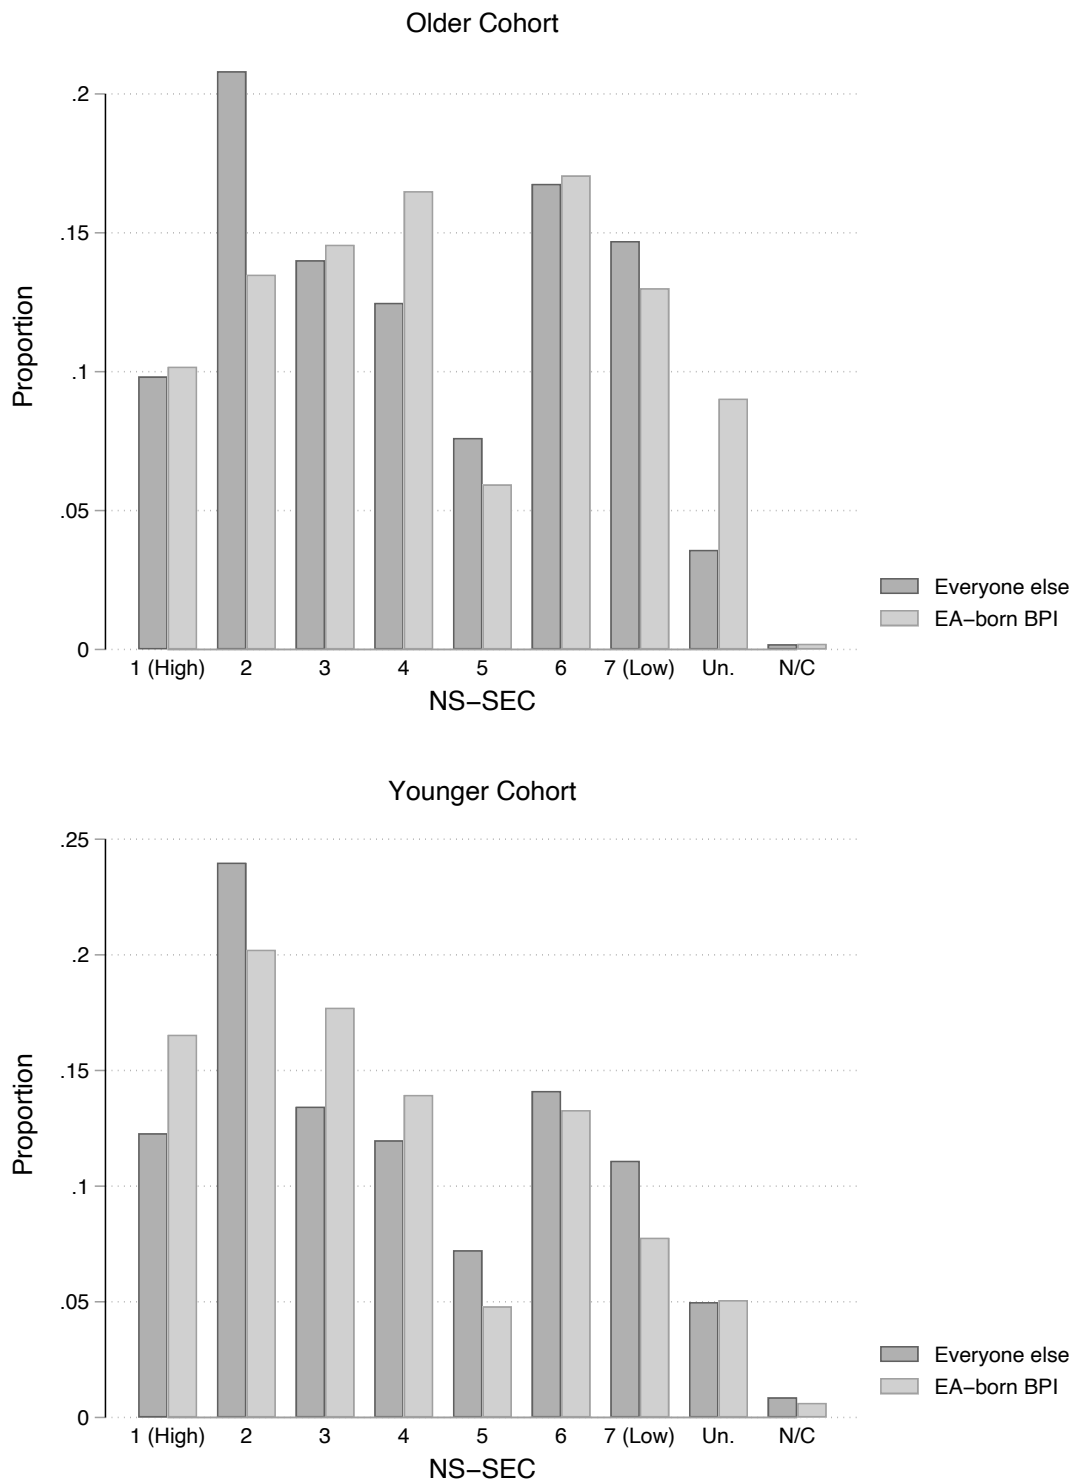 Older Cohort
.2
.15
.1
.05
0
Proportion
1 (High) 2 3 4 5 6 7 (Low) Un. N/C
NS−SEC
Everyone else
EA−born BPI
Younger Cohort
.25
.2
.15
.1
.05
0
Proportion
1 (High) 2 3 4 5 6 7 (Low) Un. N/C
NS−SEC
Everyone else
EA−born BPI